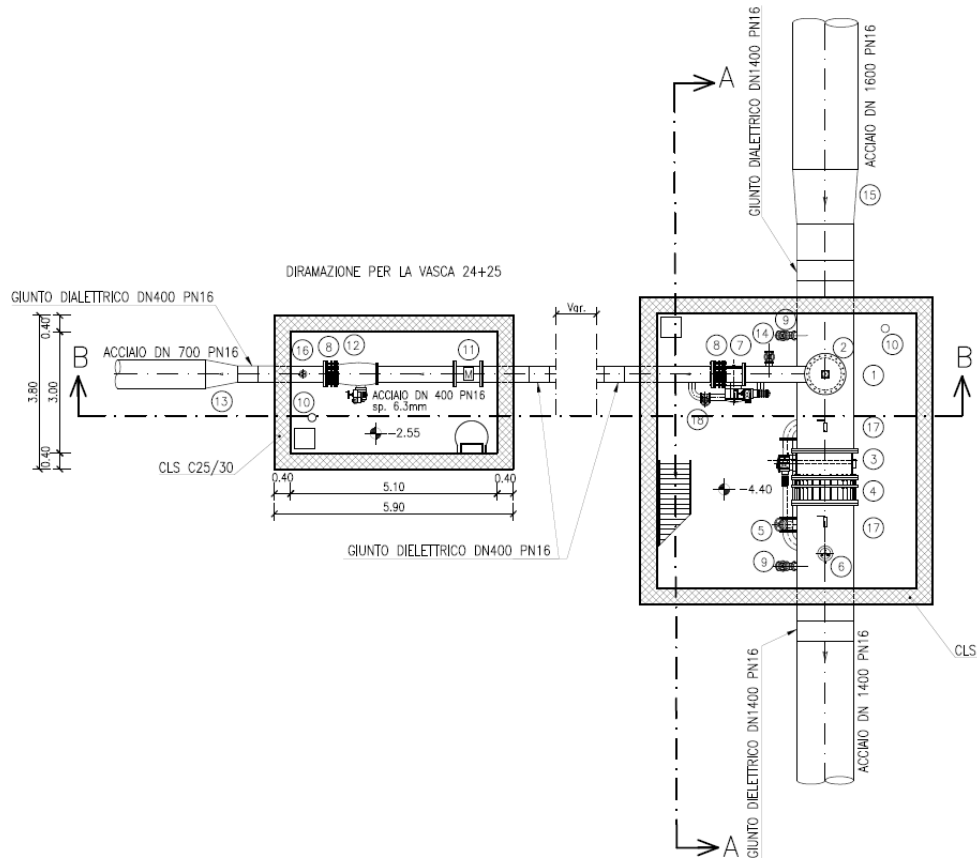 A
GIUNTO DIALETTRICO DN1400 PN16
ACCIAIO DN 1600 PN16
15
DIRAMAZIONE PER LA VASCA 24+25
GIUNTO DIALETTRICO DN400 PN16
Var.
9
14
2
10
B
ACCIAIO DN 700 PN16
16
8
12
11
8
7
1
B
13
10
ACCIAIO DN 400 PN16
sp. 6.3mm
18
17
-2.55
0.40
3.00
0.40
3.80
CLS C25/30
3
-4.40
4
0.40
5.10
0.40
5.90
5
17
GIUNTO DIELETTRICO DN400 PN16
9
6
CLS
GIUNTO DIELETTRICO DN1400 PN16
ACCIAIO DN 1400 PN16
A
M